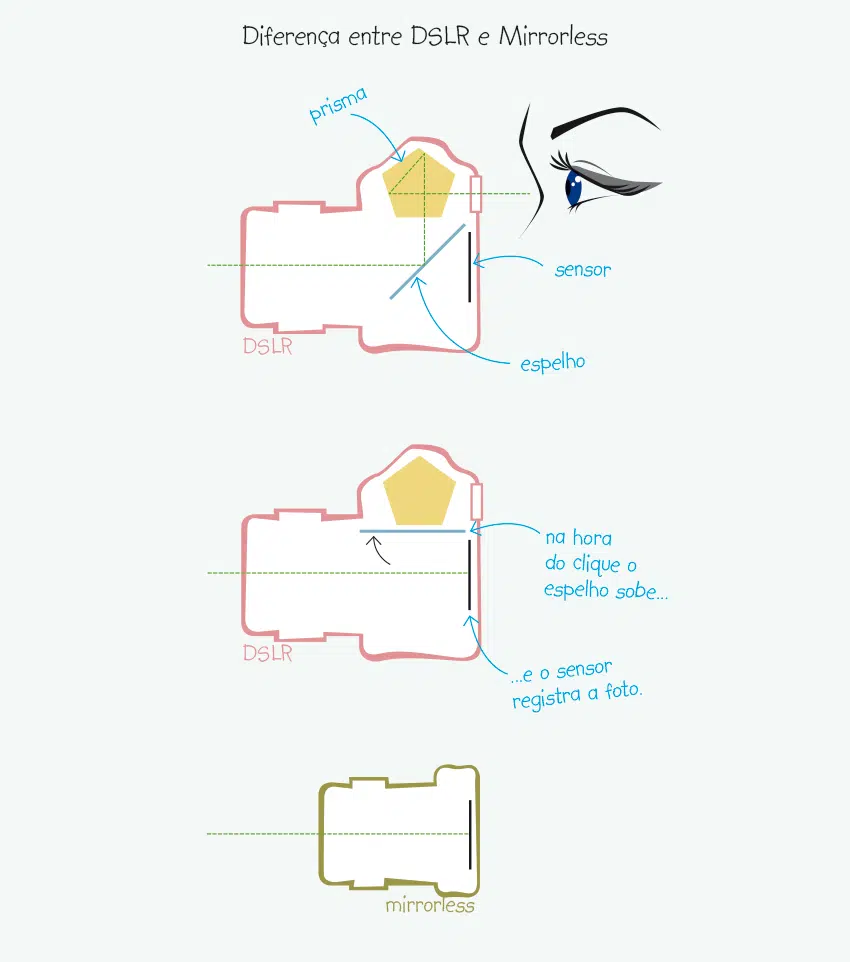 Diferença entre DSLR e Mirrorless
prisma
sensor
DSLR
espelho
na hora
do clique o
espelho sobe...
DSLR
...e o sensor
registra a foto.
mirrorless